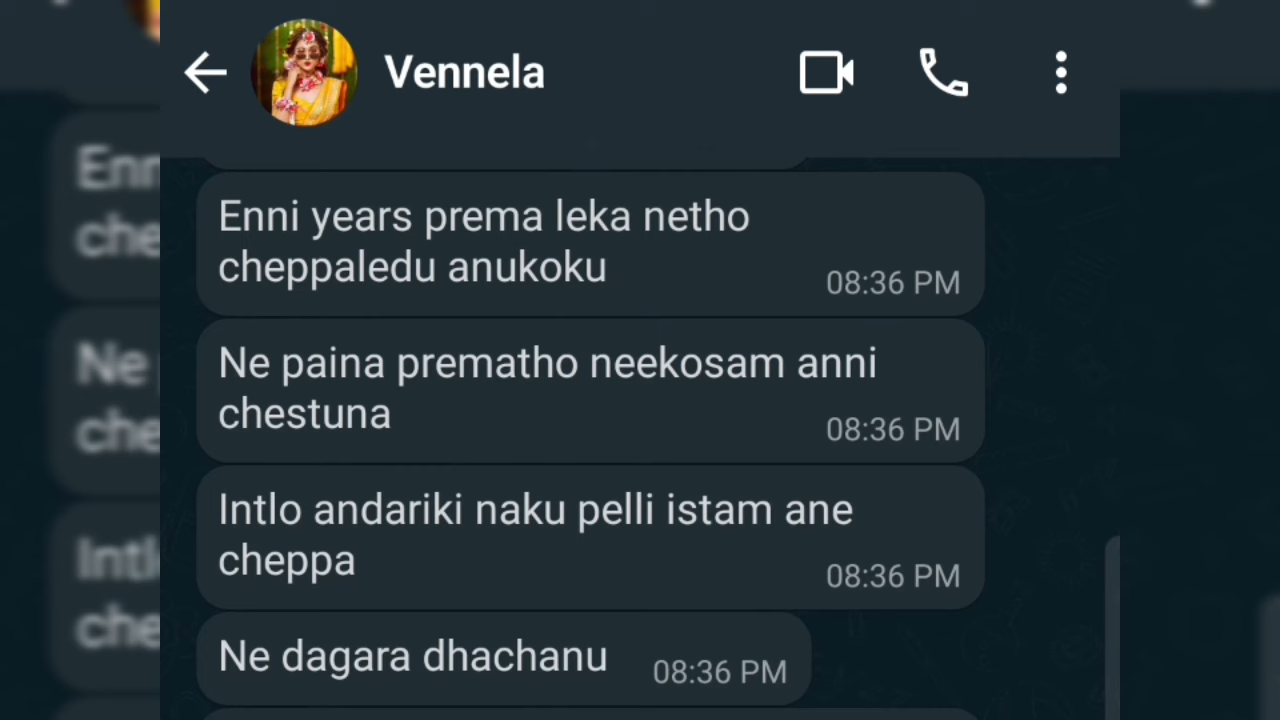 Vennela
Enni years prema leka netho
cheppaledu anukoku
08:36 PM
Ne paina prematho neekosam anni
chestuna
08:36 PM
Intlo andariki naku pelli istam ane
cheppa
08:36 PM
Ne dagara dhachanu
08:36 PM